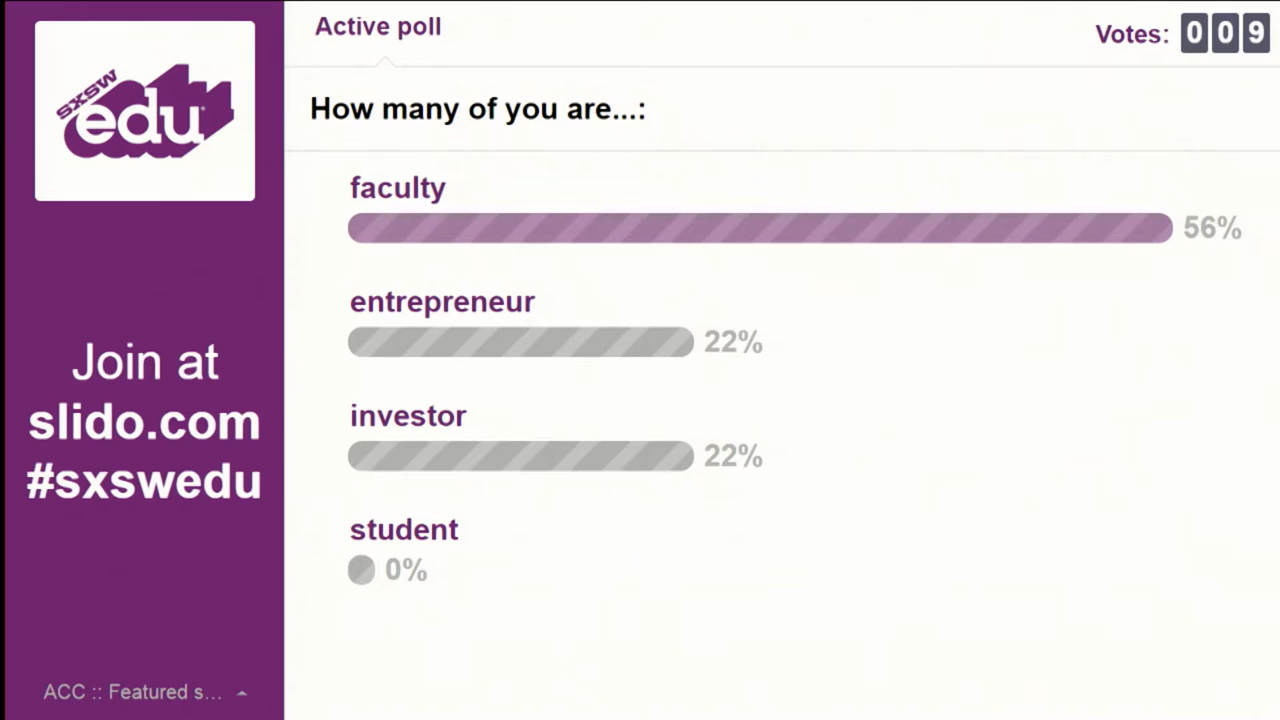 sxsw
edu
Join at
slido.com
#sxswedu
ACC :: Featured s...
Active poll
Votes: 009
How many of you are...:
faculty
56%
entrepreneur
22%
investor
22%
student
0%